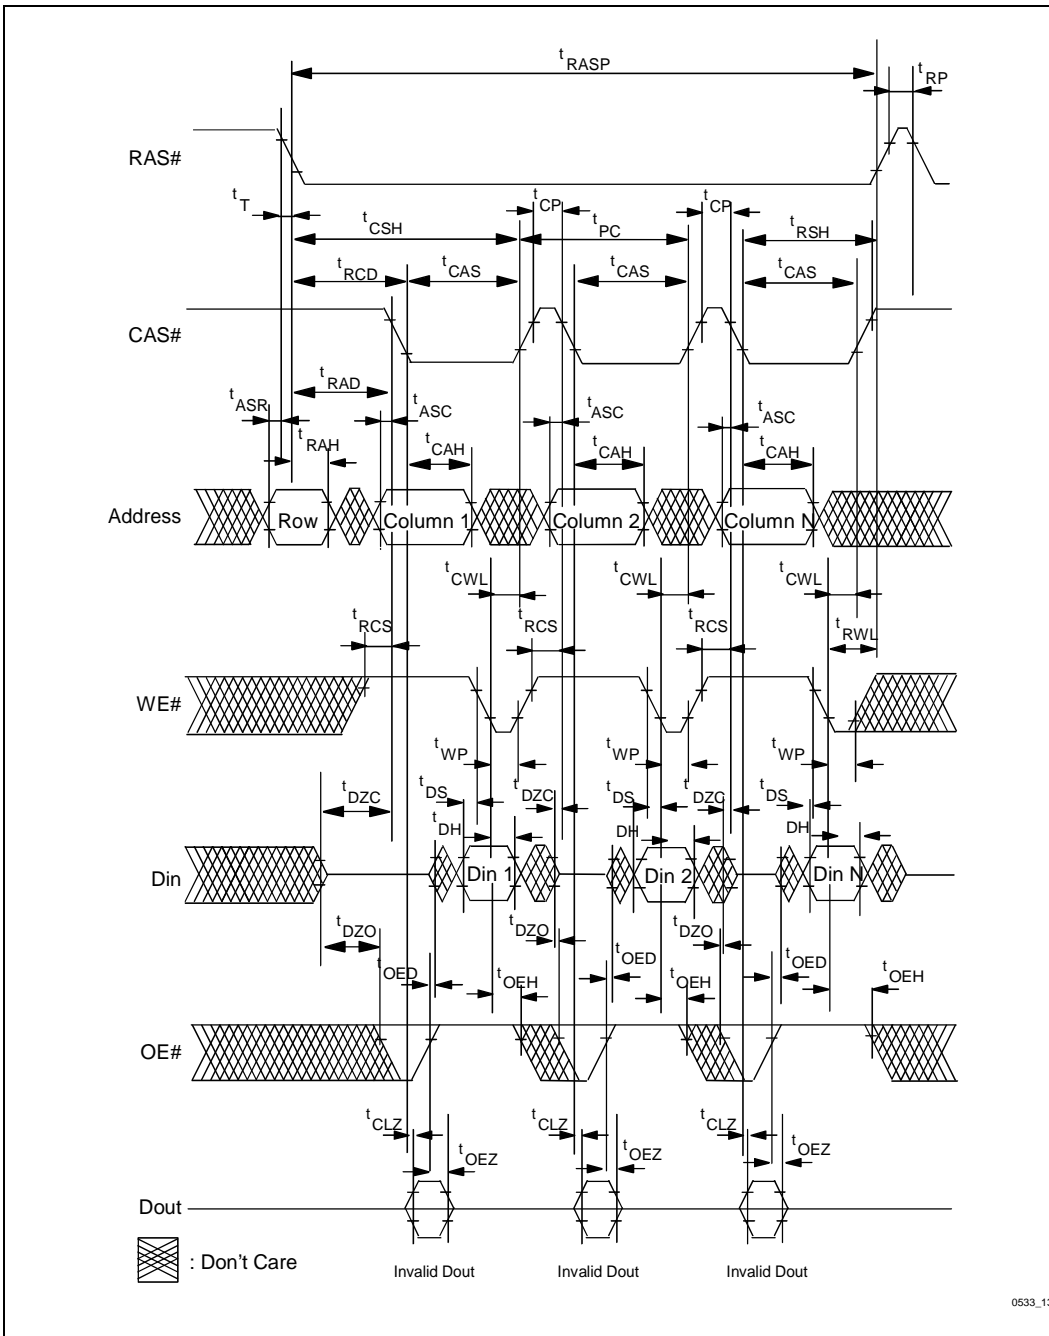 tRASP
tRP
RAS#
tT
tCP
tCP
tCSH
tPC
tRSH
tRCD
tCAS
tCAS
tCAS
CAS#
tRAD
tASR
tASC
tASC
tASC
tRAH
tCAH
tCAH
tCAH
Address
Row
Column 1
Column 2
Column N
tCWL
tCWL
tCWL
tRCS
tRCS
tRCS
tRWL
WE#
tWP
tWP
tWP
tDZC
tDS
tDZC
tDS
tDZC
tDS
tDH
DH
DH
Din
Din 1
Din 2
Din N
tDZO
tDZO
tDZO
tOED
tOED
tOED
tOEH
tOEH
tOEH
OE#
tCLZ
tCLZ
tCLZ
tOEZ
tOEZ
tOEZ
Dout
: Don't Care
Invalid Dout
Invalid Dout
Invalid Dout
0533_13